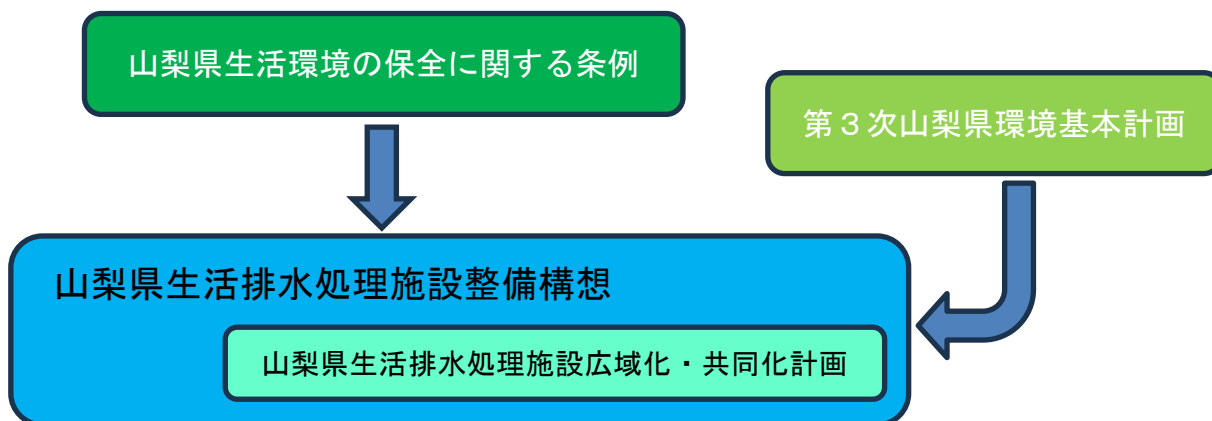 山梨県生活環境の保全に関する条例
第３次山梨県環境基本計画
山梨県生活排水処理施設整備構想
山梨県生活排水処理施設広域化・共同化計画